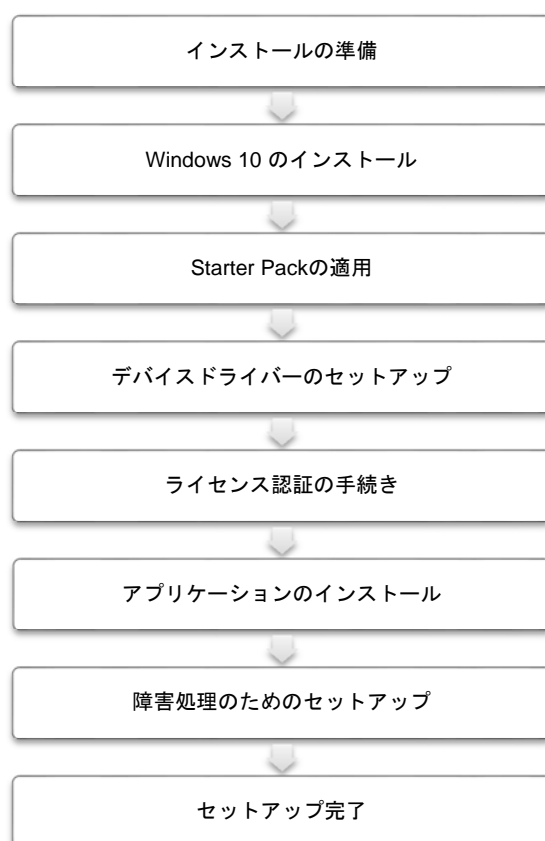 インストールの準備
Windows 10 のインストール
Starter Packの適用
デバイスドライバーのセットアップ
ライセンス認証の手続き
アプリケーションのインストール
障害処理のためのセットアップ
セットアップ完了